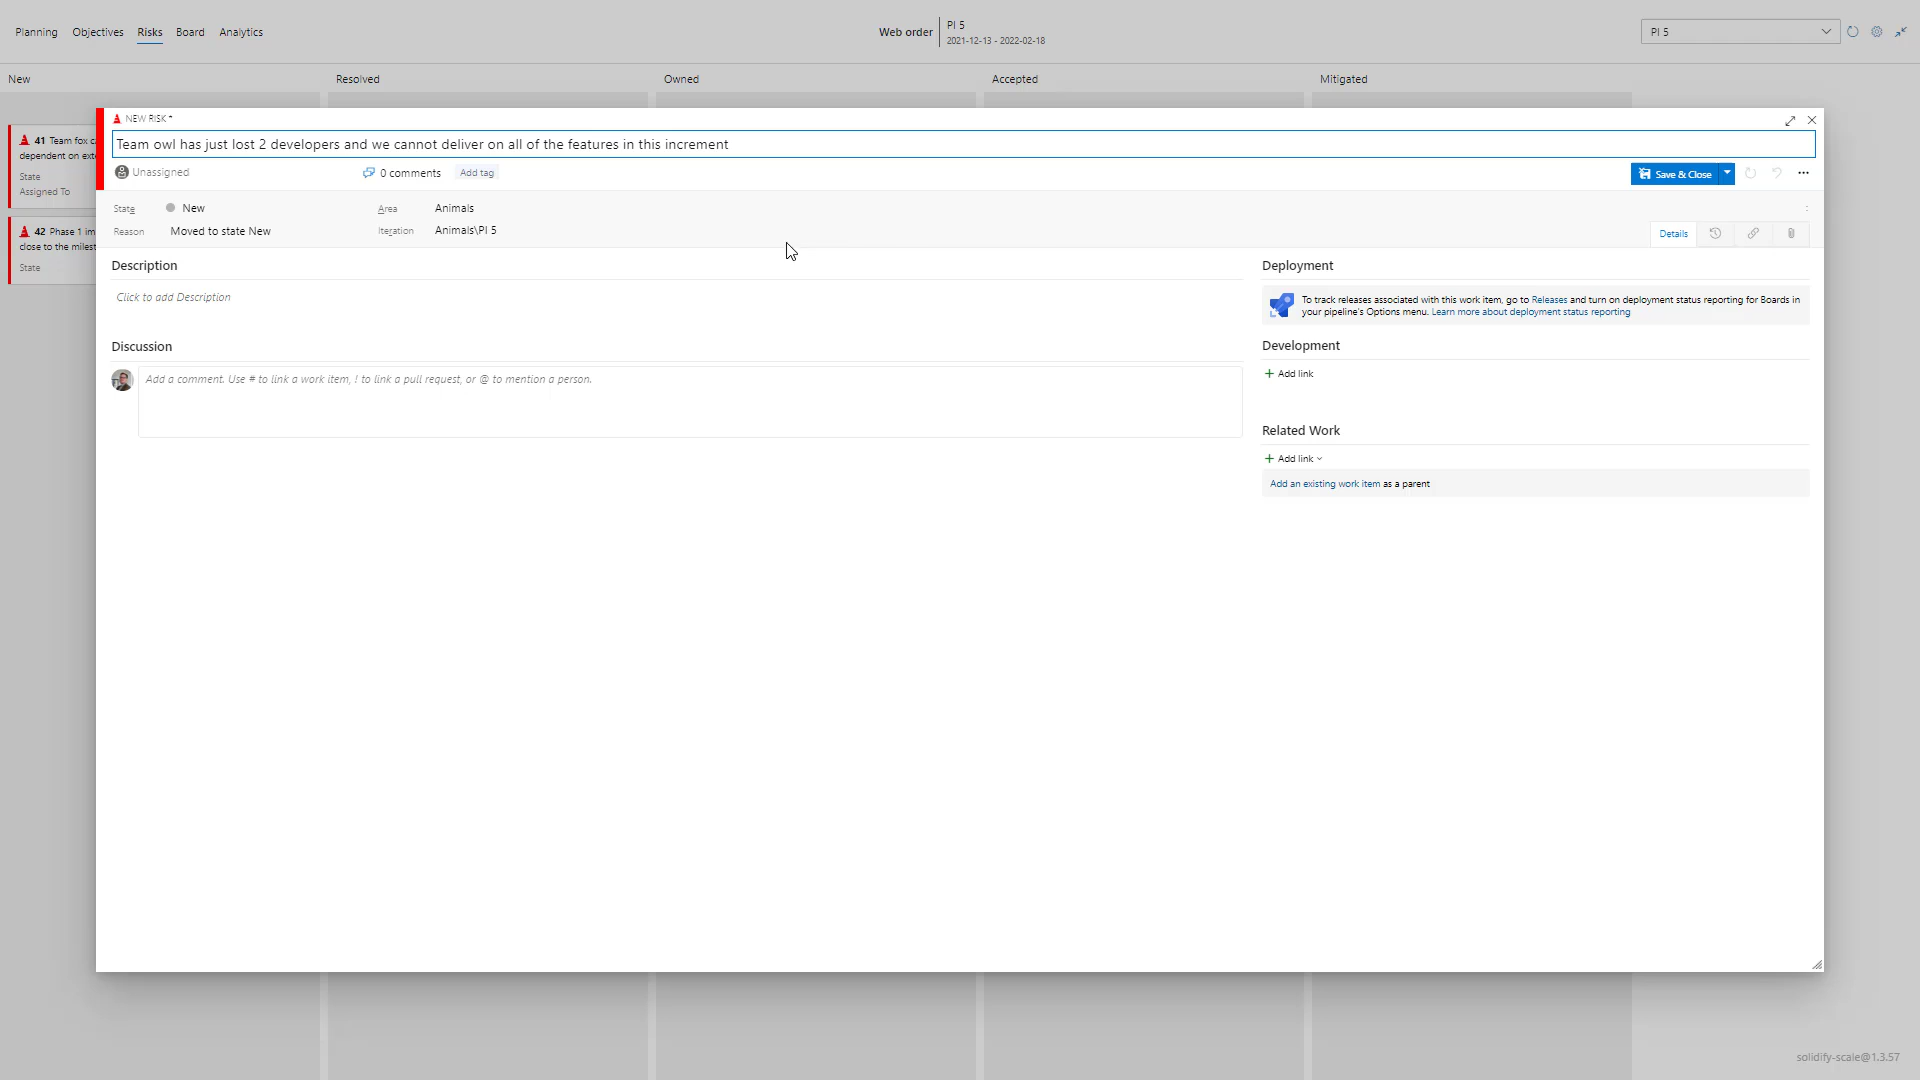 Planning Objectives Risks Board Analytics
Web order
PI 5
2021-12-13 - 2022-02-18
PI 5
New Resolved Owned Accepted Mitigated
41 Team fox c
dependent on ext
State
Assigned To
42 Phase 1 im
close to the milest
State
NEW RISK *
Team owl has just lost 2 developers and we cannot deliver on all of the features in this increment
Unassigned
0 comments
Add tag
Save & Close
State New
Area Animals
Reason Moved to state New
Iteration Animals\PI 5
Details
Description
Click to add Description
Discussion
Add a comment. Use # to link a work item, ! to link a pull request, or @ to mention a person.
Deployment
To track releases associated with this work item, go to Releases and turn on deployment status reporting for Boards in
your pipeline's Options menu. Learn more about deployment status reporting
Development
+ Add link
Related Work
+ Add link
Add an existing work item as a parent
solidify-scale@1.3.57